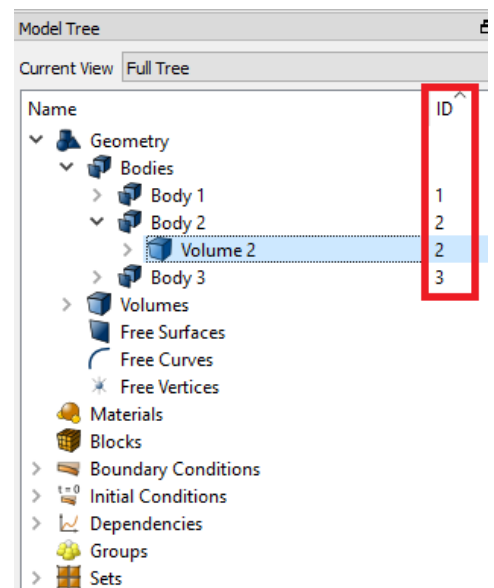 Model Tree
Current View Full Tree
Name ID
Geometry
Bodies
Body 1 1
Body 2 2
Volume 2 2
Body 3 3
Volumes
Free Surfaces
Free Curves
Free Vertices
Materials
Blocks
Boundary Conditions
t=0 Initial Conditions
Dependencies
Groups
Sets